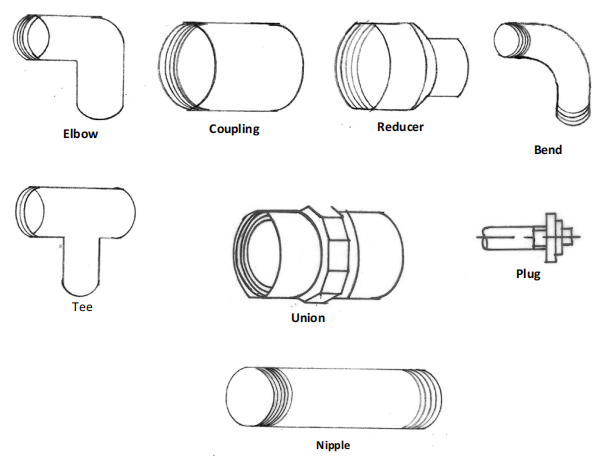 Elbow
Coupling
Reducer
Bend
Tee
Union
Plug
Nipple